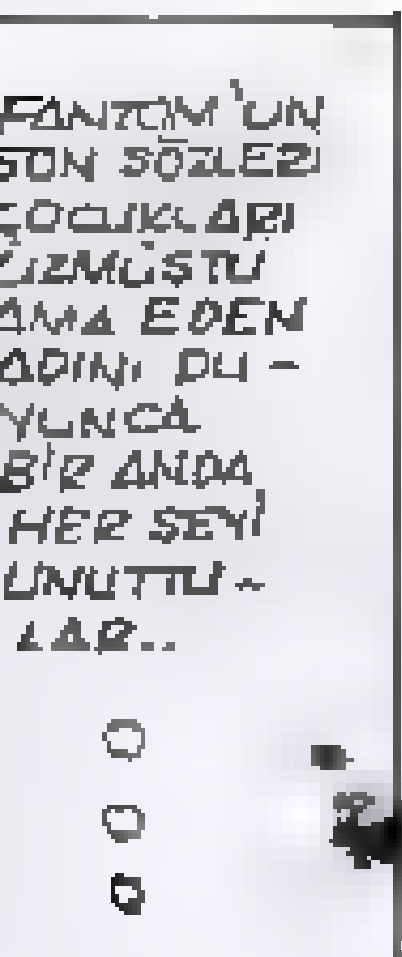 FANTOM'UN
SON SÖZLERİ
ÇOCUKLARI
ÜZMÜŞTÜ
AMA EDEN
ADINI DU-
YUNCA
BİR ANDA
HER ŞEYİ
UNUTTU-
LAR..